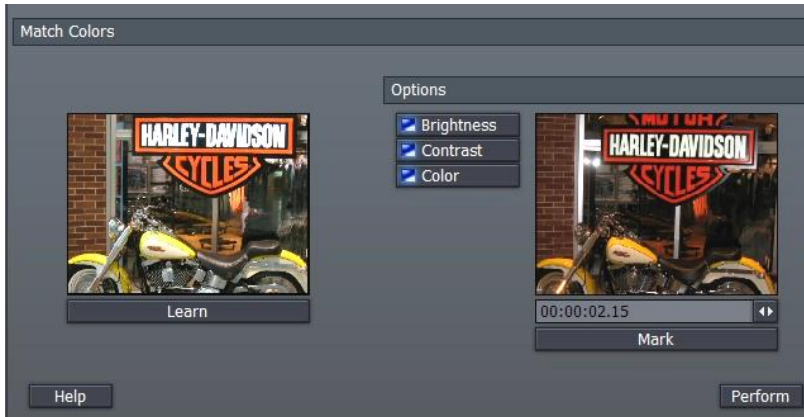 Match Colors
Options
HARLEY-DAVIDSON
CYCLES
Learn
Brightness
Contrast
Color
MOTOR
HARLEY-DAVIDSON
CYCLES
00:00:02.15
Mark
Help
Perform